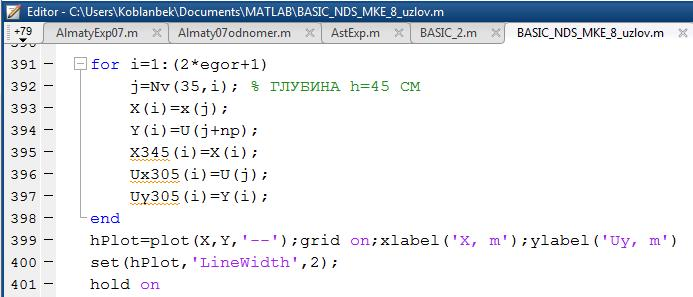 Editor - C:\Users\Koblanbek\Documents\MATLAB\BASIC_NDS_MKE_8_uzlov.m
+79 AlmatyExp07.m × Almaty07odnomer.m × AstExp.m × BASIC_2.m × BASIC_NDS_MKE_8_uzlov.m
390
391 – for i=1:(2*egor+1)
392 – j=Nv(35,i); % ГЛУБИНА h=45 СМ
393 – X(i)=x(j);
394 – Y(i)=U(j+np);
395 – X345(i)=X(i);
396 – Ux305(i)=U(j);
397 – Uy305(i)=Y(i);
398 – end
399 – hPlot=plot(X,Y,'--');grid on;xlabel('X, m');ylabel('Uy, m')
400 – set(hPlot,'LineWidth',2);
401 – hold on